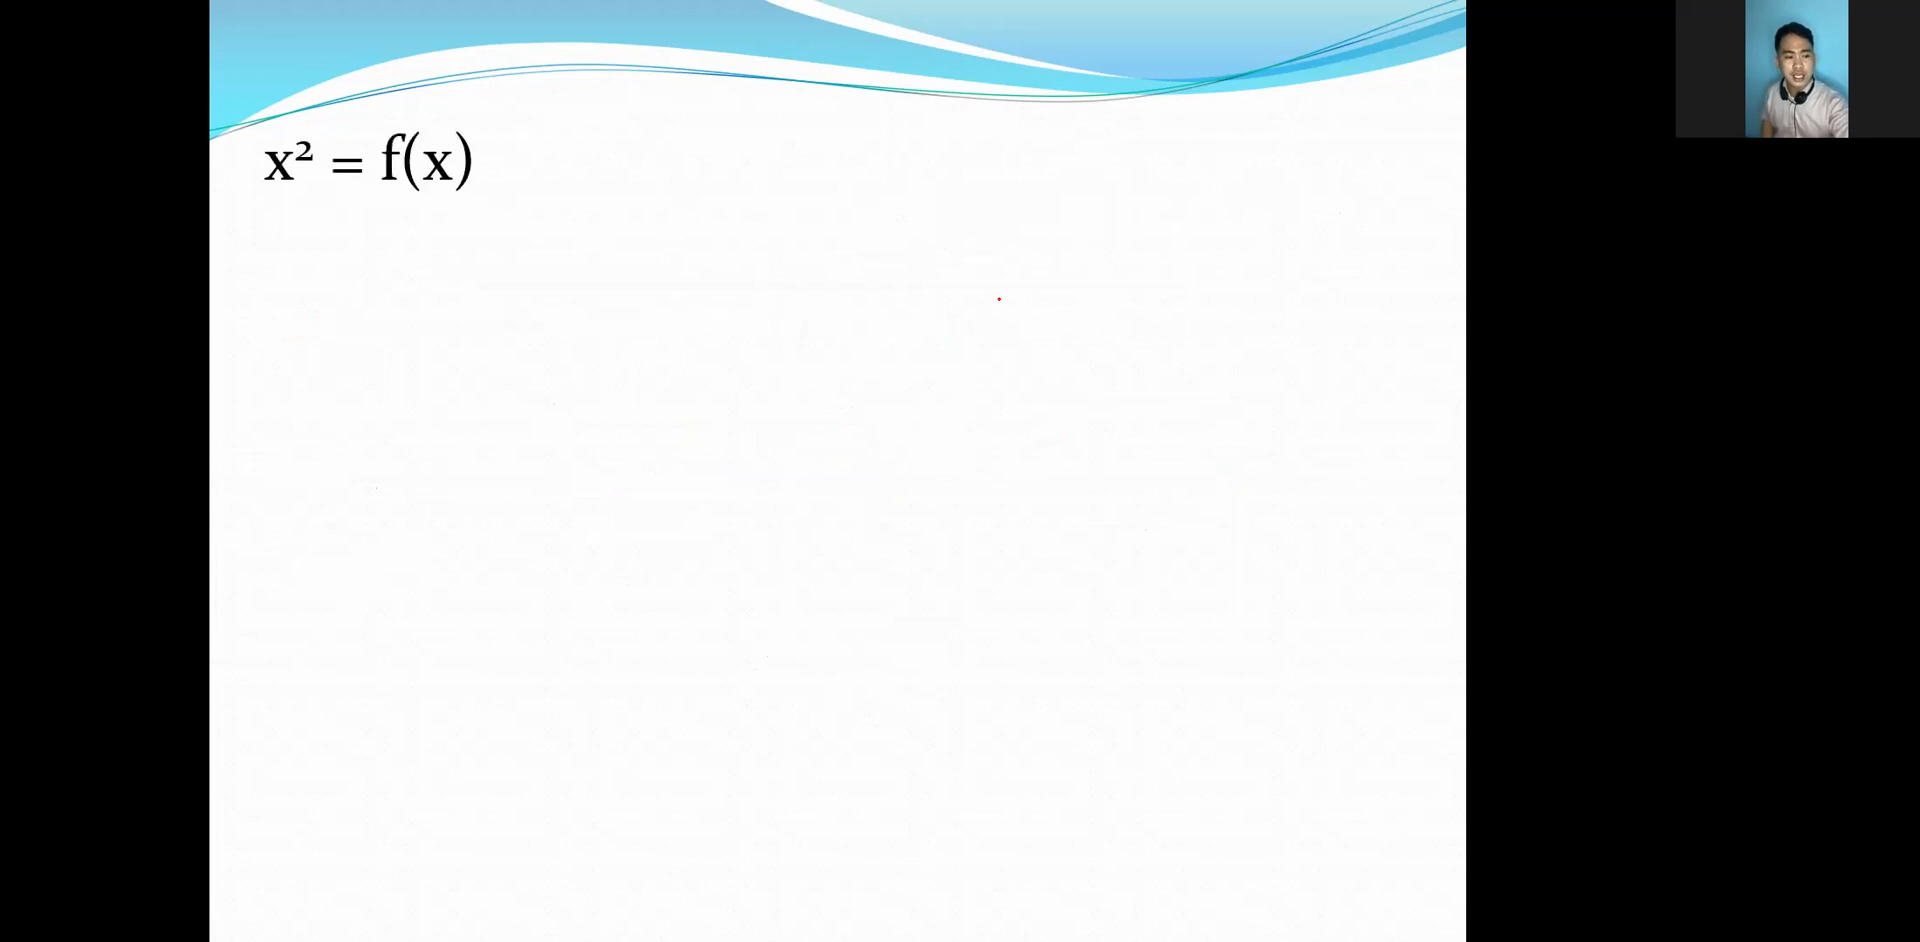 x² = f(x)